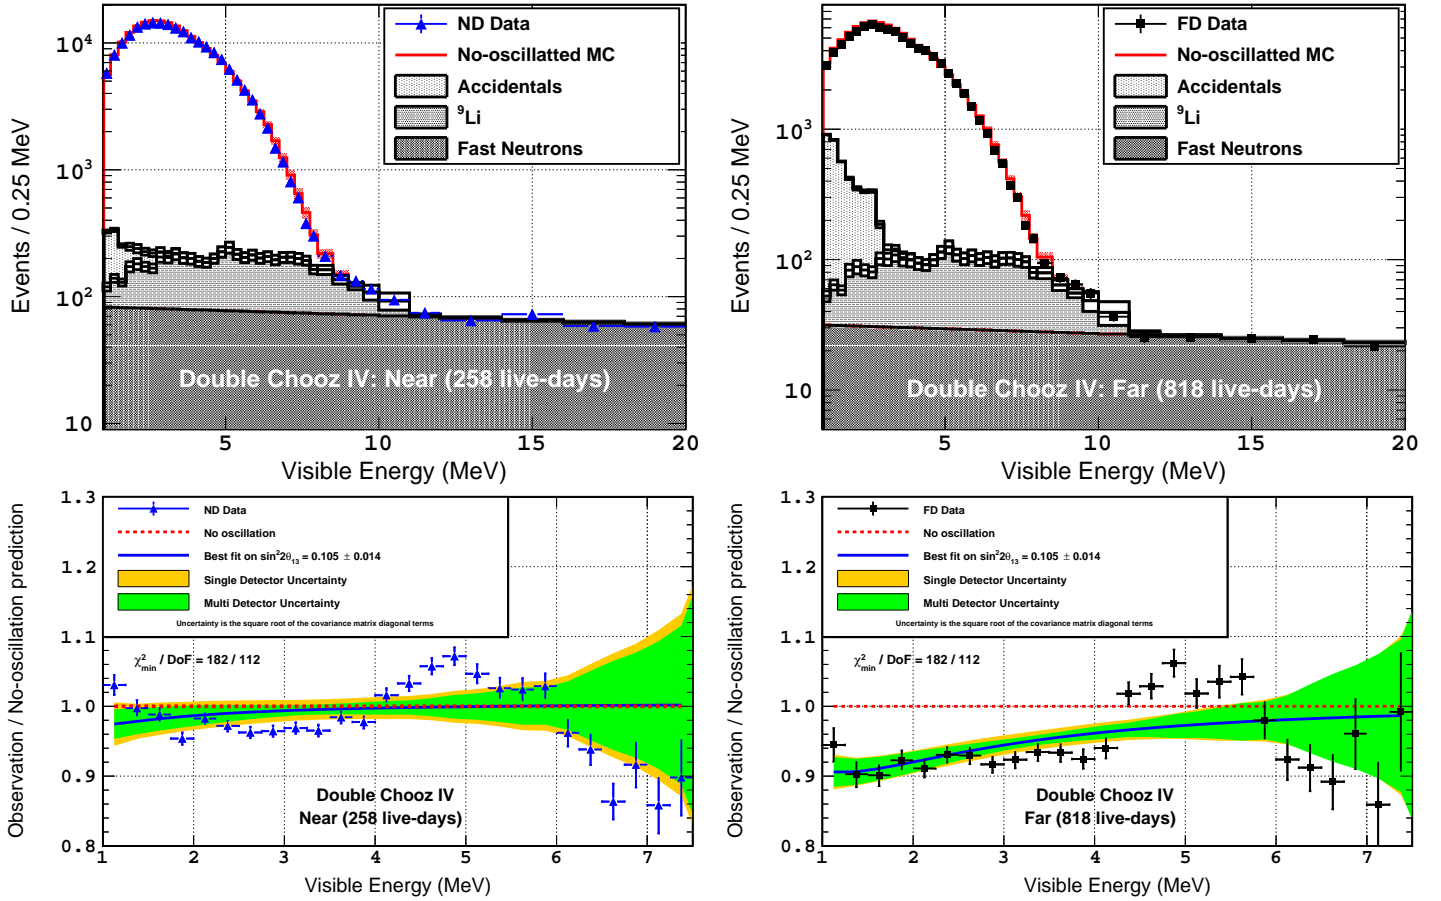 Events / 0.25 MeV
10⁴
10³
10²
10
ND Data
No-oscillatted MC
Accidentals
⁹Li
Fast Neutrons
Double Chooz IV: Near (258 live-days)
5 10 15 20
Visible Energy (MeV)
Events / 0.25 MeV
10³
10²
10
FD Data
No-oscillatted MC
Accidentals
⁹Li
Fast Neutrons
Double Chooz IV: Far (818 live-days)
5 10 15 20
Visible Energy (MeV)
Observation / No-oscillation prediction
1.3
1.2
1.1
1.0
0.9
0.8
ND Data
No oscillation
Best fit on sin²2θ₁₃ = 0.105 ± 0.014
Single Detector Uncertainty
Multi Detector Uncertainty
Uncertainty is the square root of the covariance matrix diagonal terms
χ²min / DoF = 182 / 112
Double Chooz IV
Near (258 live-days)
1 2 3 4 5 6 7
Visible Energy (MeV)
Observation / No-oscillation prediction
1.3
1.2
1.1
1.0
0.9
0.8
FD Data
No oscillation
Best fit on sin²2θ₁₃ = 0.105 ± 0.014
Single Detector Uncertainty
Multi Detector Uncertainty
Uncertainty is the square root of the covariance matrix diagonal terms
χ²min / DoF = 182 / 112
Double Chooz IV
Far (818 live-days)
1 2 3 4 5 6 7
Visible Energy (MeV)